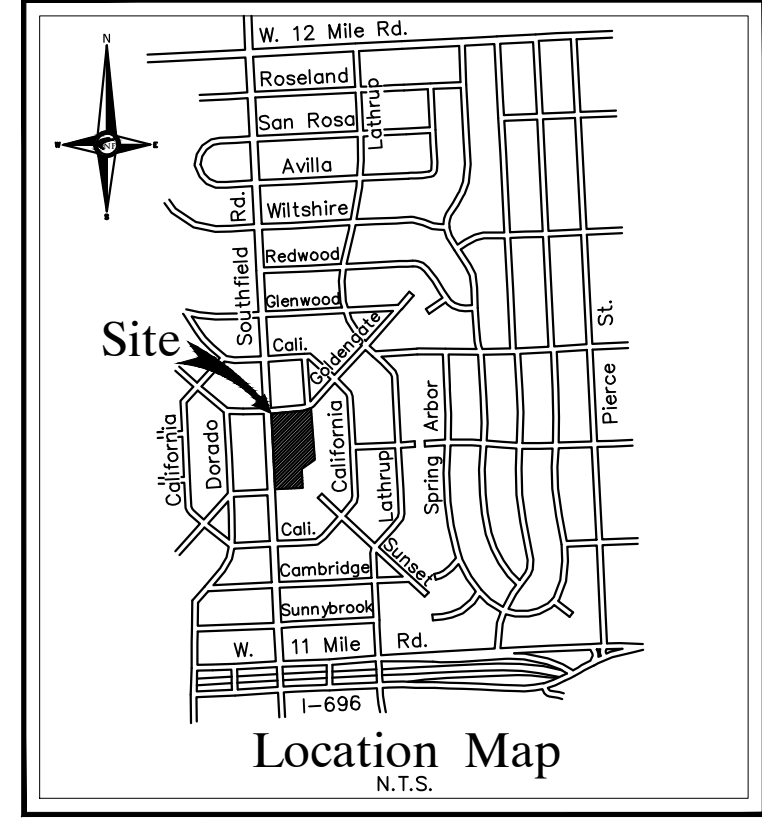 N
W. 12 Mile Rd.
Roseland
Lathrup
San Rosa
W
E
Avilla
S
Southfield Rd.
Wiltshire
Redwood
Glenwood
St.
Site
Cali.
Goldengate
Pierce
California
Dorado
California
Lathrup
Spring Arbor
Cali.
Sunset
Cambridge
Sunnybrook
W. 11 Mile Rd.
I-696
Location Map
N.T.S.